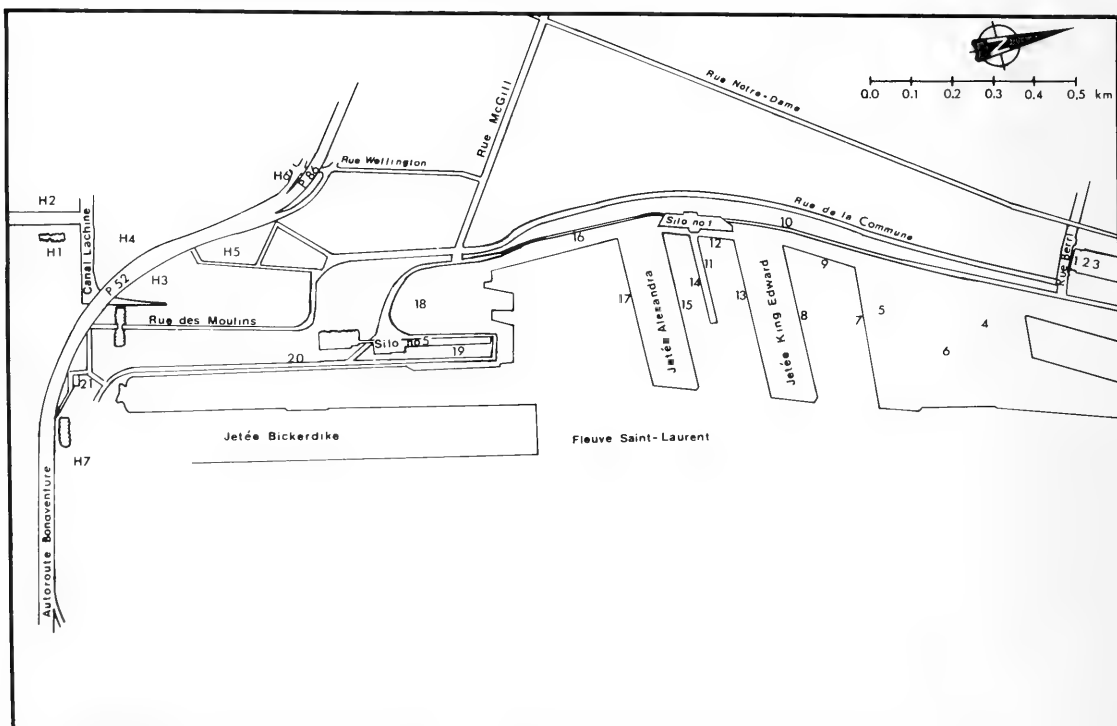 N
0.0 0.1 0.2 0.3 0.4 0,5 km
Rue Notre-Dame
Rue McGill
Rue Wellington
H6
P 86
H2
Canal Lachine
H1
H4
H5
H3
P 52
Rue de la Commune
Rue Berri
1 2 3
Silo no 1
10
16
12
11
9
14
17
15
13
8
7
5
4
6
Jetée Alexandra
Jetée King Edward
18
Rue des Moulins
Silo no 5
19
20
21
Jetée Bickerdike
Fleuve Saint-Laurent
H7
Autoroute Bonaventure